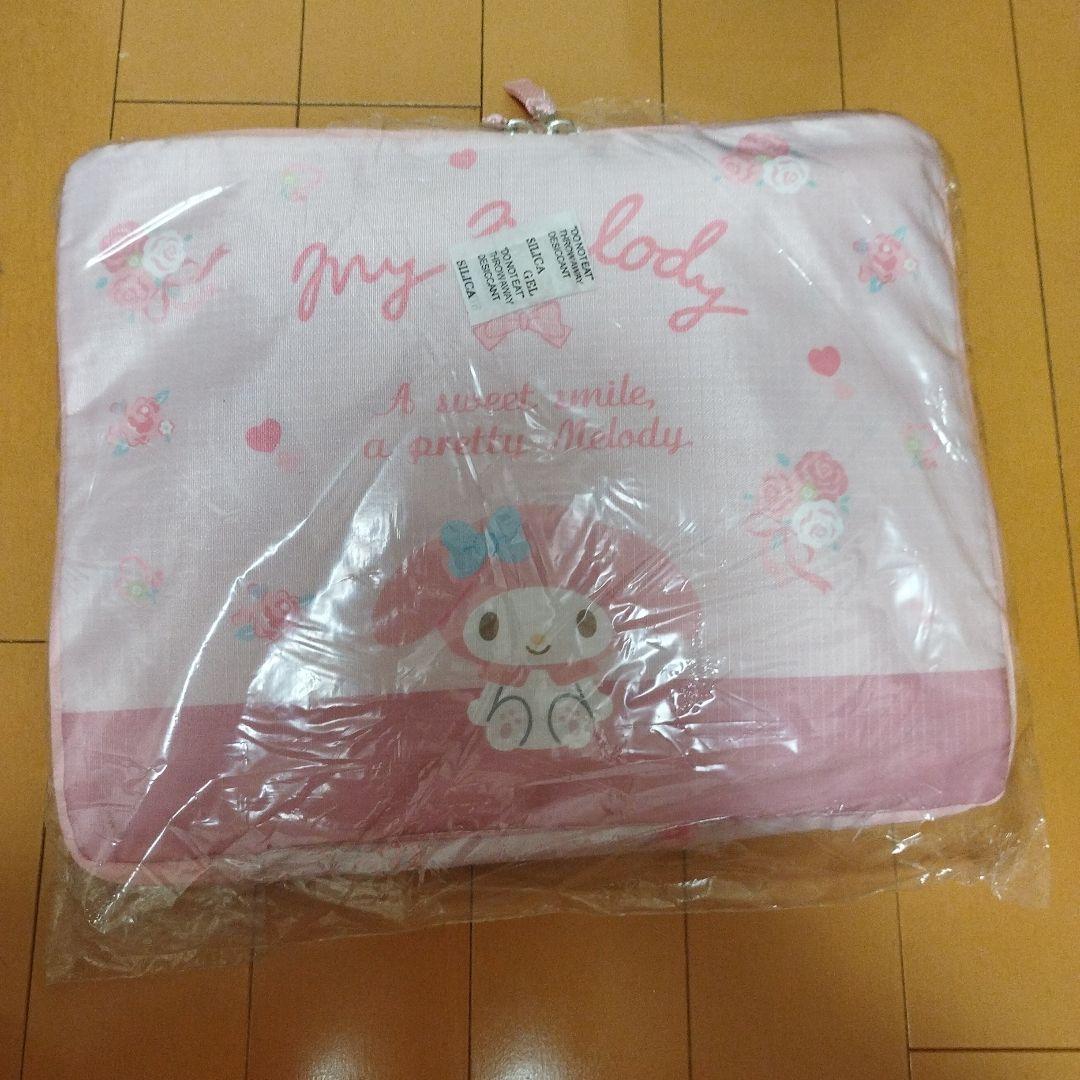 my
lody
"DO NOT EAT"
THROW AWAY
DESICCANT
SILICA GEL
"DO NOT EAT"
THROW AWAY
DESICCANT
SILICA
A sweet smile,
a pretty Melody.